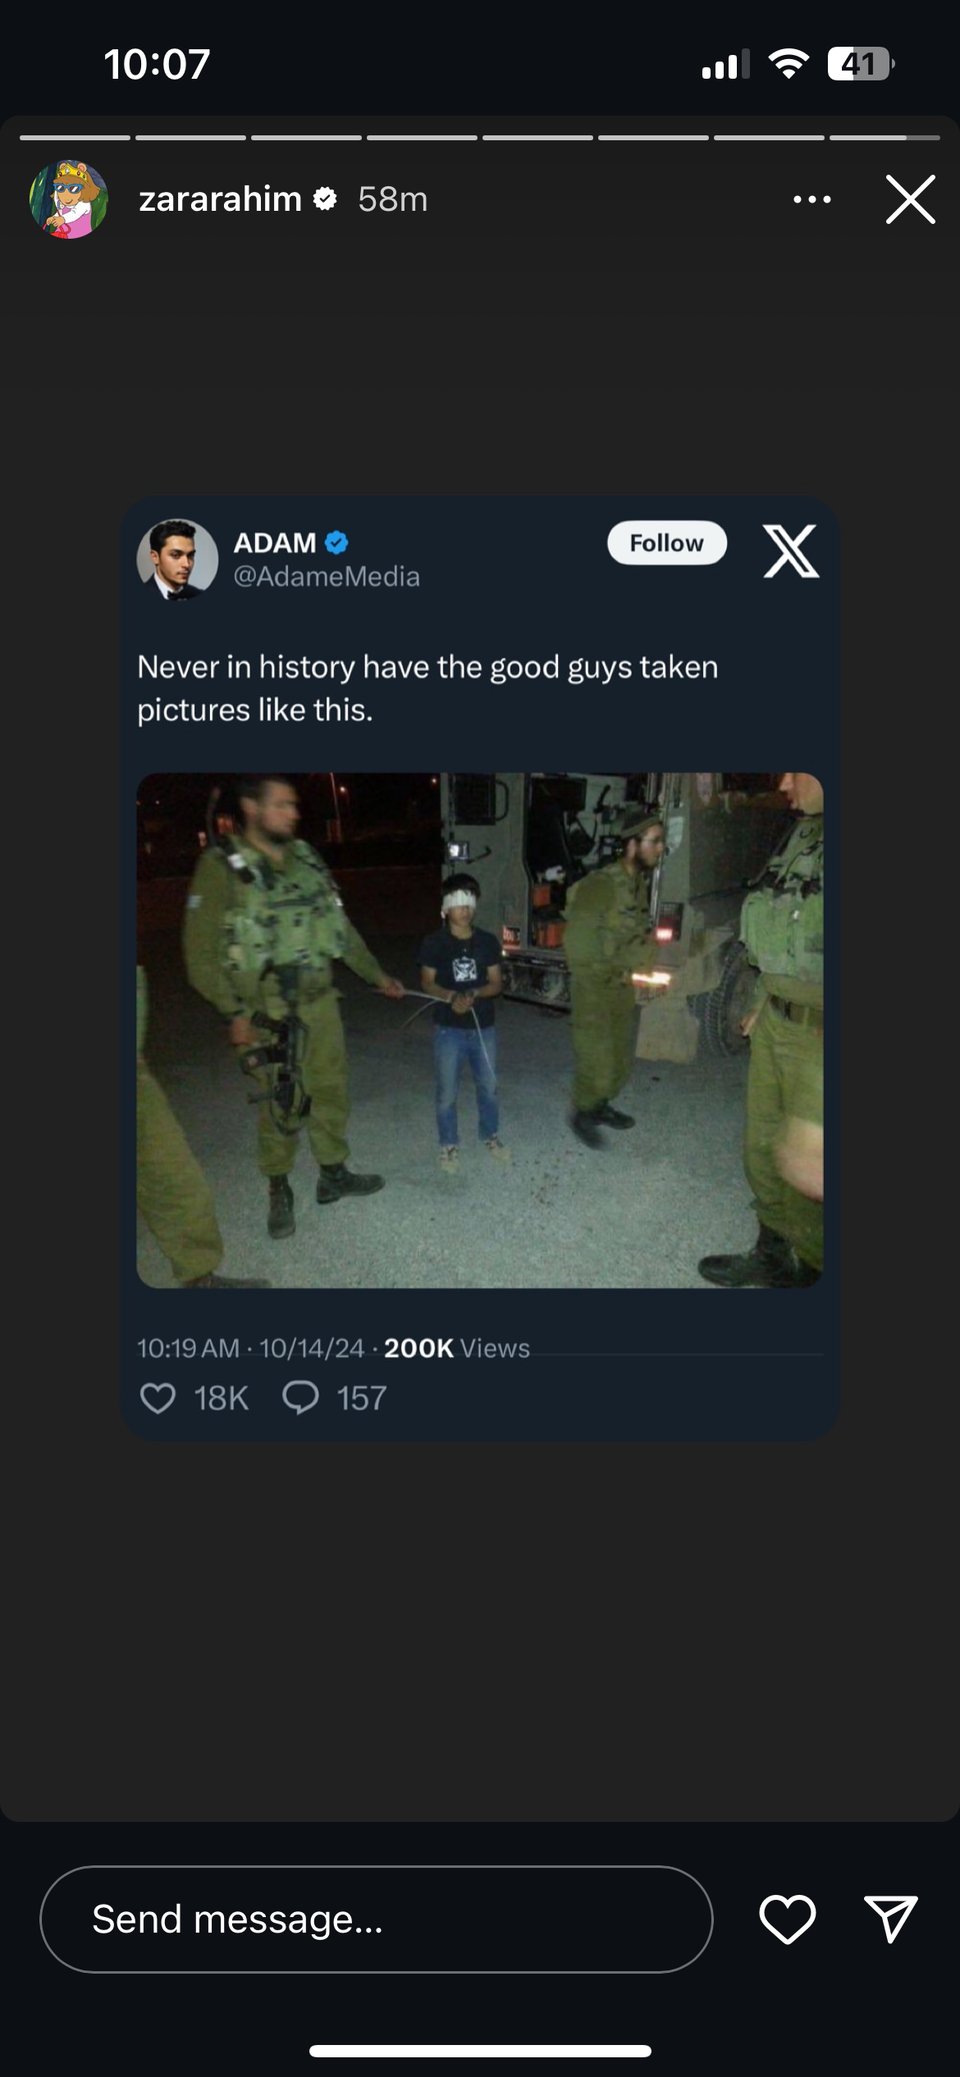 10:07
41
zararahim 58m
ADAM
Follow
@AdameMedia
Never in history have the good guys taken
pictures like this.
10:19 AM · 10/14/24 · 200K Views
18K 157
Send message...